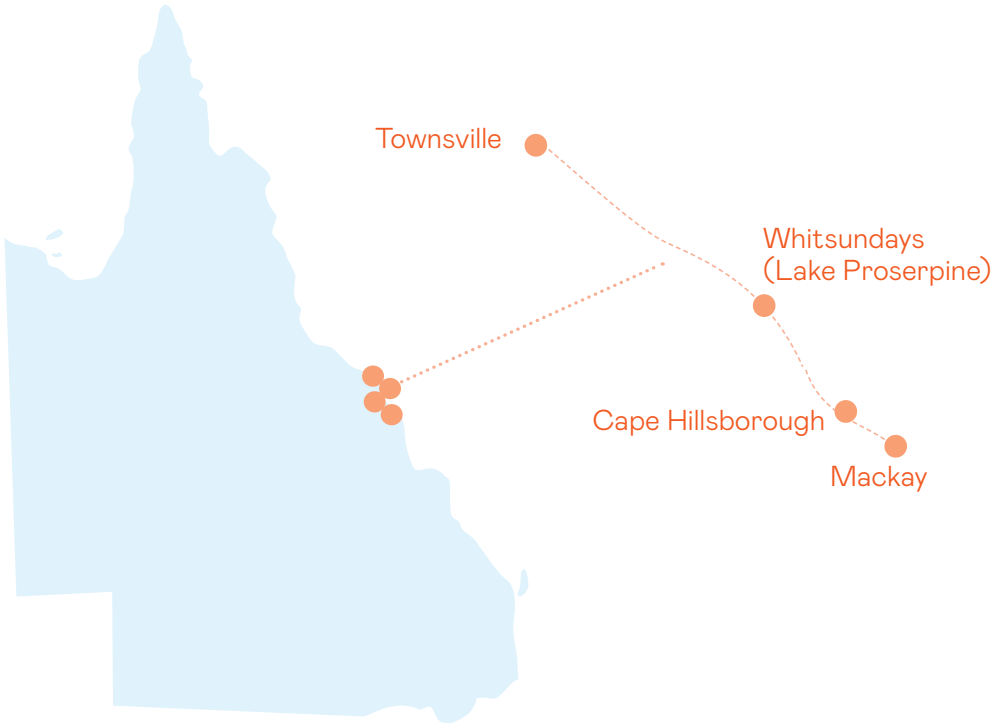 Townsville
Whitsundays
(Lake Proserpine)
Cape Hillsborough
Mackay